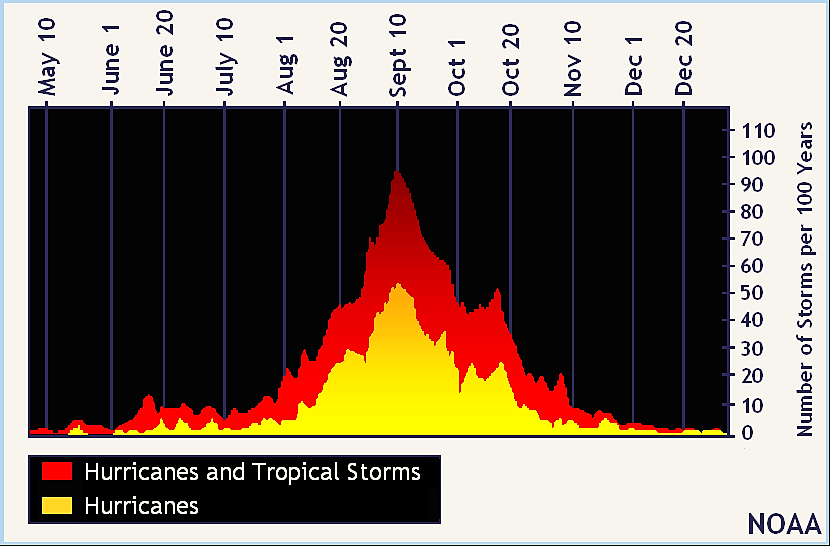 May 10
June 1
June 20
July 10
Aug 1
Aug 20
Sept 10
Oct 1
Oct 20
Nov 10
Dec 1
Dec 20
110
100
90
80
70
60
50
40
30
20
10
0
Number of Storms per 100 Years
Hurricanes and Tropical Storms
Hurricanes
NOAA